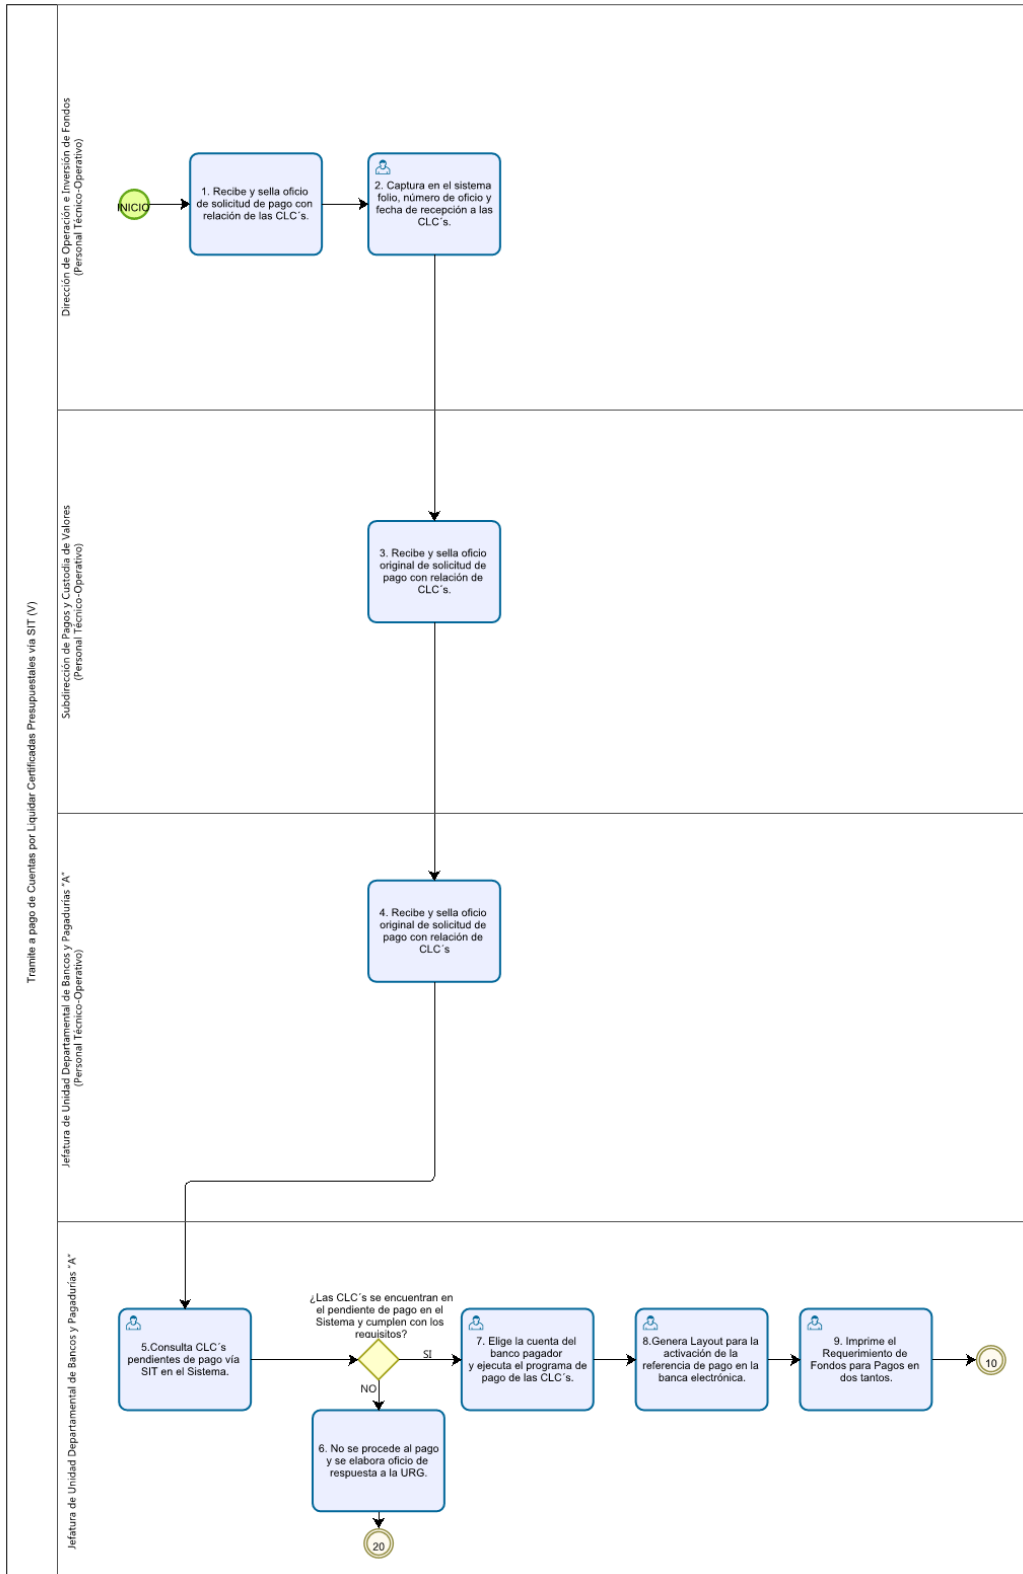 Tramite a pago de Cuentas por Liquidar Certificadas Presupuestales vía SIT (V)
Dirección de Operación e Inversión de Fondos
(Personal Técnico-Operativo)
INICIO
1. Recibe y sella oficio
de solicitud de pago con
relación de las CLC´s.
2. Captura en el sistema
folio, número de oficio y
fecha de recepción a las
CLC´s.
Subdirección de Pagos y Custodia de Valores
(Personal Técnico-Operativo)
3. Recibe y sella oficio
original de solicitud de
pago con relación de
CLC´s.
Jefatura de Unidad Departamental de Bancos y Pagadurías "A"
(Personal Técnico-Operativo)
4. Recibe y sella oficio
original de solicitud de
pago con relación de
CLC´s
Jefatura de Unidad Departamental de Bancos y Pagadurías "A"
5.Consulta CLC´s
pendientes de pago vía
SIT en el Sistema.
¿Las CLC´s se encuentran en
el pendiente de pago en el
Sistema y cumplen con los
requisitos?
SI
NO
6. No se procede al pago
y se elabora oficio de
respuesta a la URG.
20
7. Elige la cuenta del
banco pagador
y ejecuta el programa de
pago de las CLC´s.
8.Genera Layout para la
activación de la
referencia de pago en la
banca electrónica.
9. Imprime el
Requerimiento de
Fondos para Pagos en
dos tantos.
10